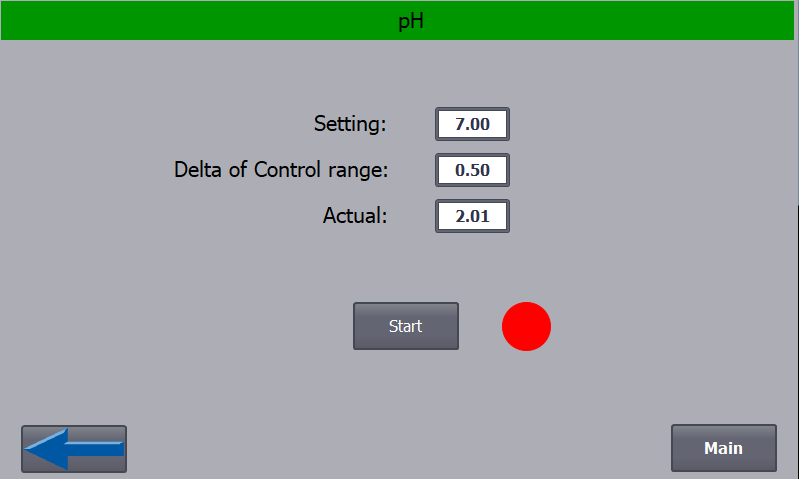 pH
Setting: 7.00
Delta of Control range: 0.50
Actual: 2.01
Start
Main